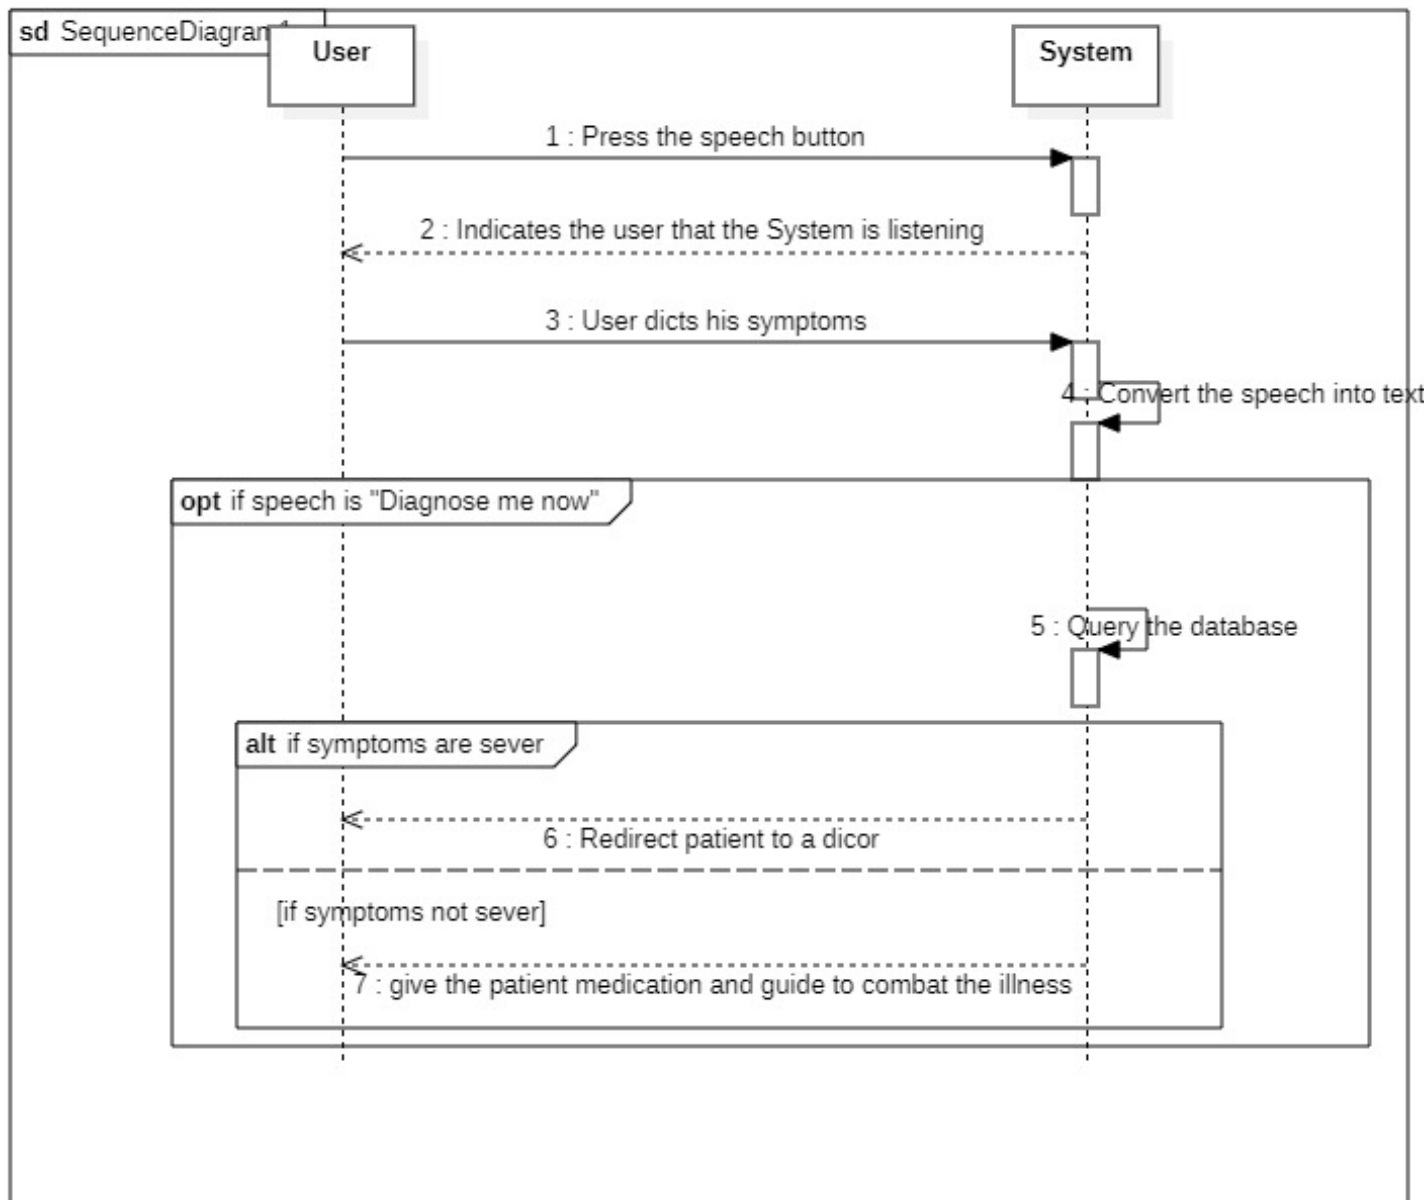 sd SequenceDiagram1
User
System
1 : Press the speech button
2 : Indicates the user that the System is listening
3 : User dicts his symptoms
4 : Convert the speech into text
opt if speech is "Diagnose me now"
5 : Query the database
alt if symptoms are sever
6 : Redirect patient to a dicor
[if symptoms not sever]
7 : give the patient medication and guide to combat the illness